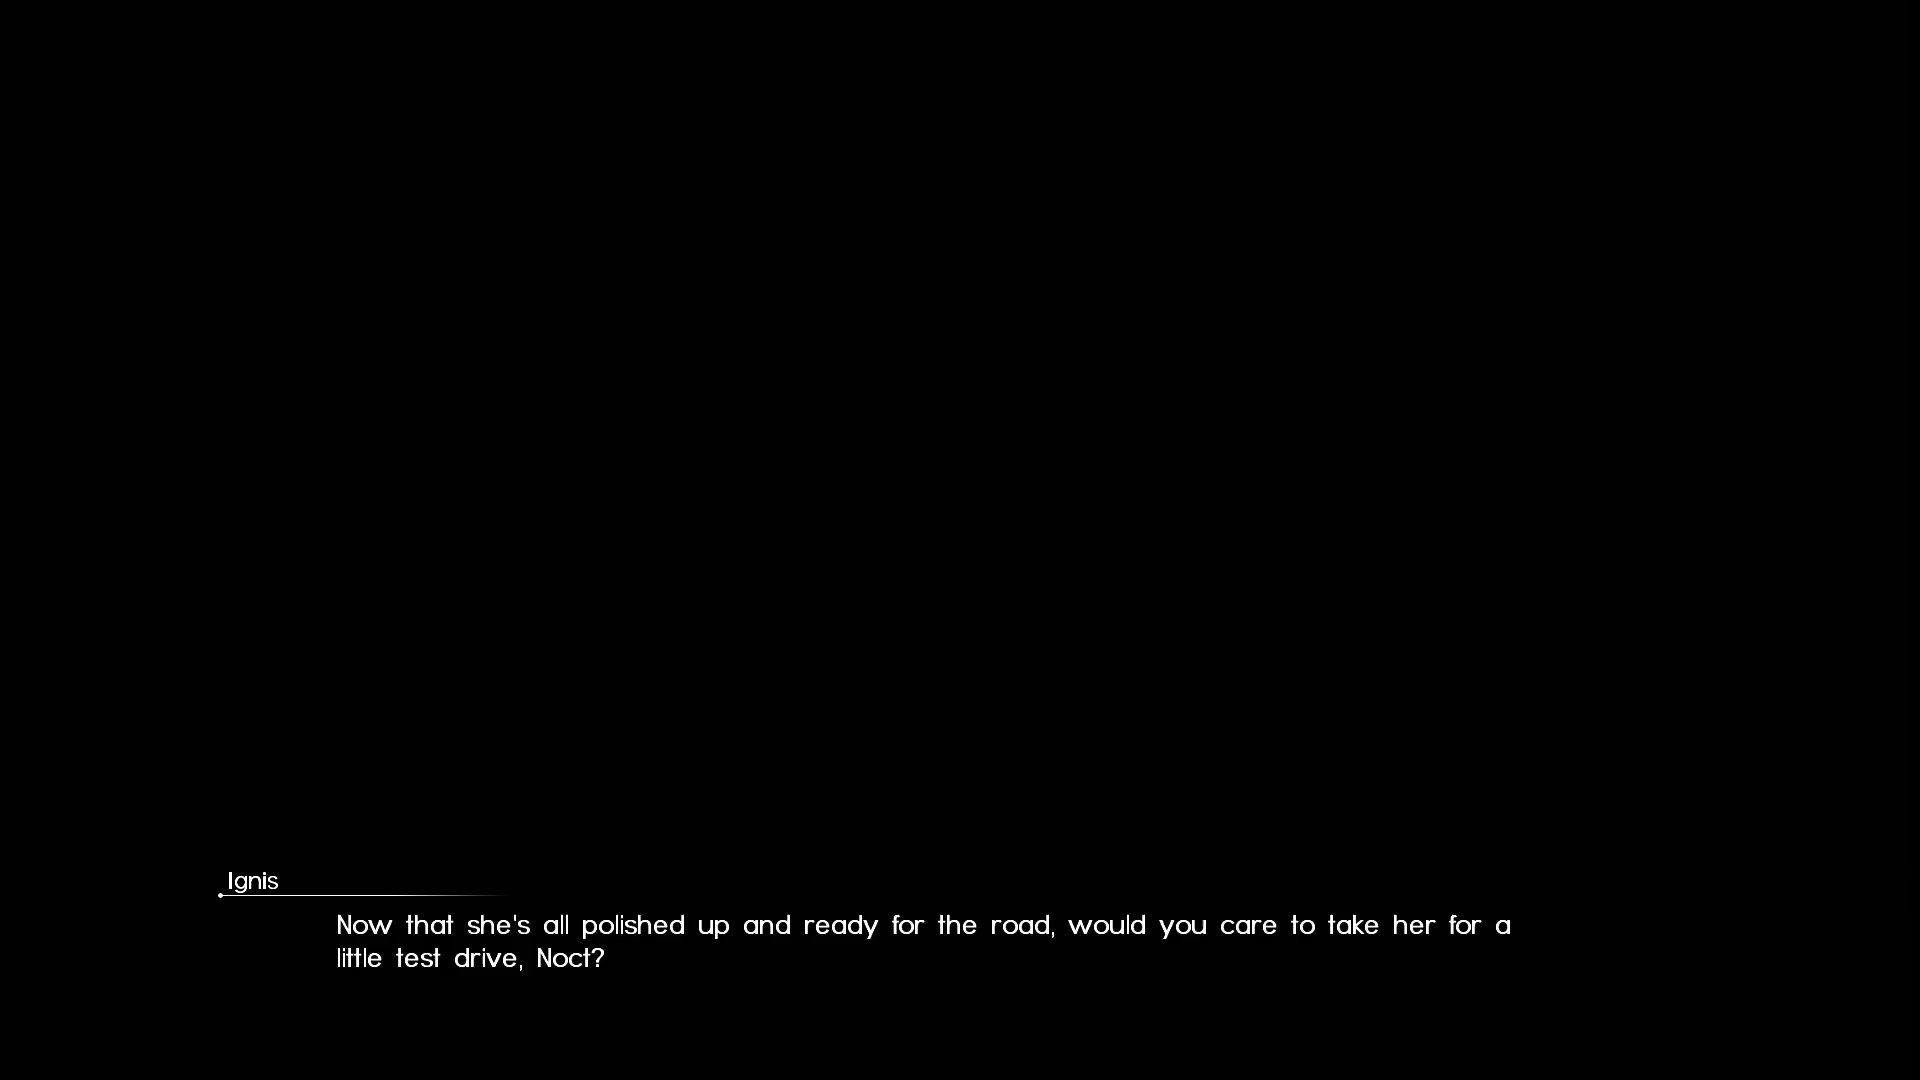 Ignis
Now that she's all polished up and ready for the road, would you care to take her for a
little test drive, Noct?